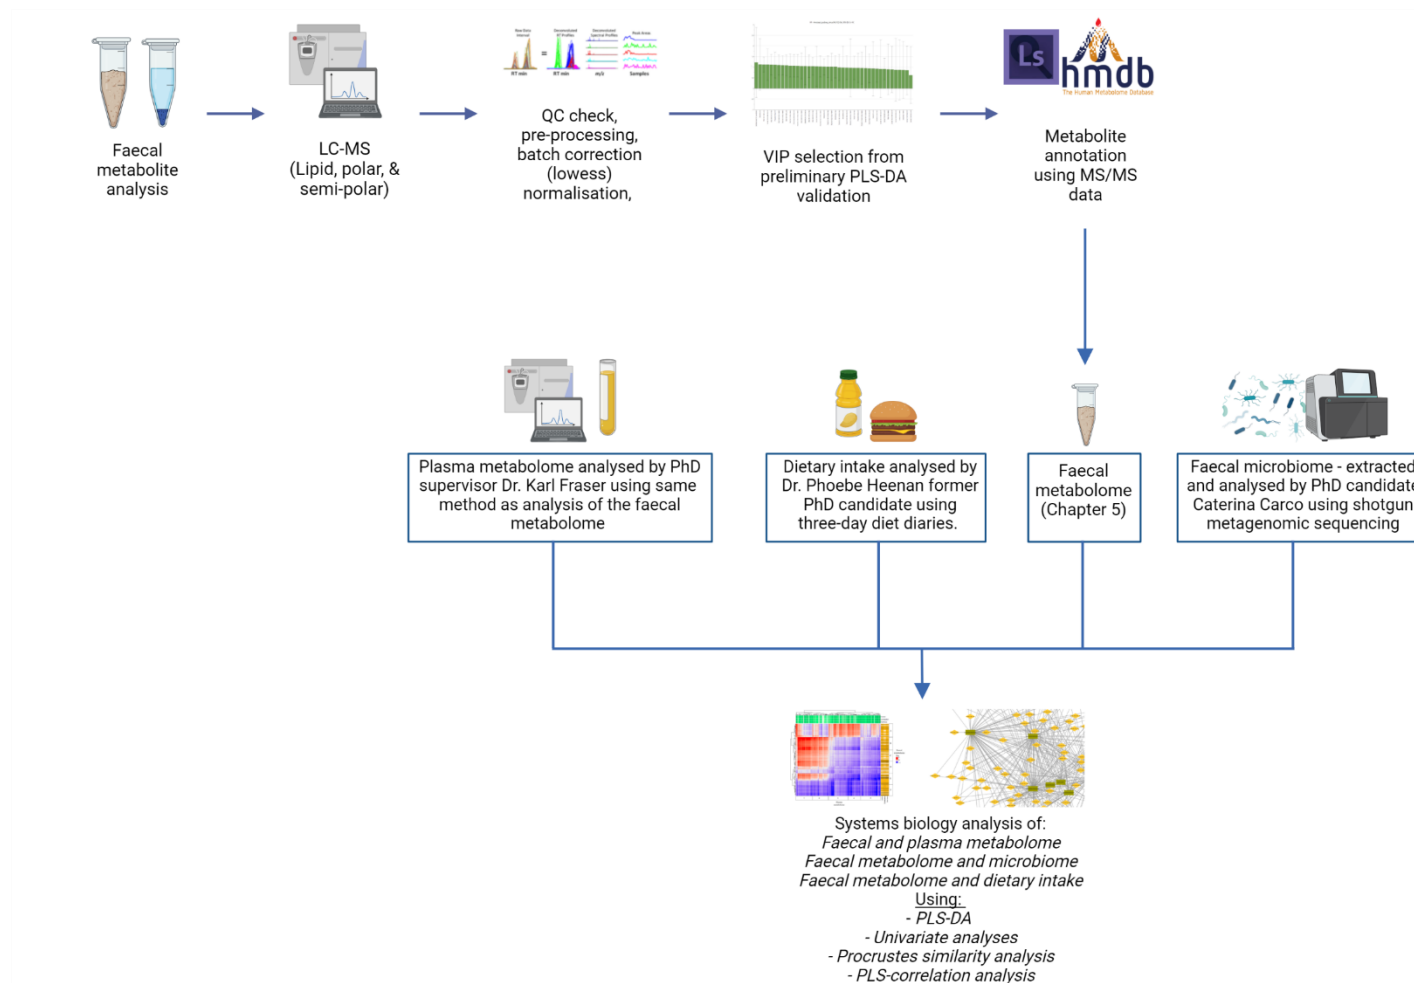 Faecal
metabolite
analysis
LC-MS
(Lipid, polar, &
semi-polar)
RT min
=
RT min
m/z
Samples
QC check,
pre-processing,
batch correction
(lowess)
normalisation,
VIP selection from
preliminary PLS-DA
validation
Ls
hmdb
The Human Metabolome Database
Metabolite
annotation
using MS/MS
data
Plasma metabolome analysed by PhD
supervisor Dr. Karl Fraser using same
method as analysis of the faecal
metabolome
Dietary intake analysed by
Dr. Phoebe Heenan former
PhD candidate using
three-day diet diaries.
Faecal
metabolome
(Chapter 5)
Faecal microbiome - extracted
and analysed by PhD candidate
Caterina Carco using shotgun
metagenomic sequencing
Systems biology analysis of:
Faecal and plasma metabolome
Faecal metabolome and microbiome
Faecal metabolome and dietary intake
Using:
- PLS-DA
- Univariate analyses
- Procrustes similarity analysis
- PLS-correlation analysis